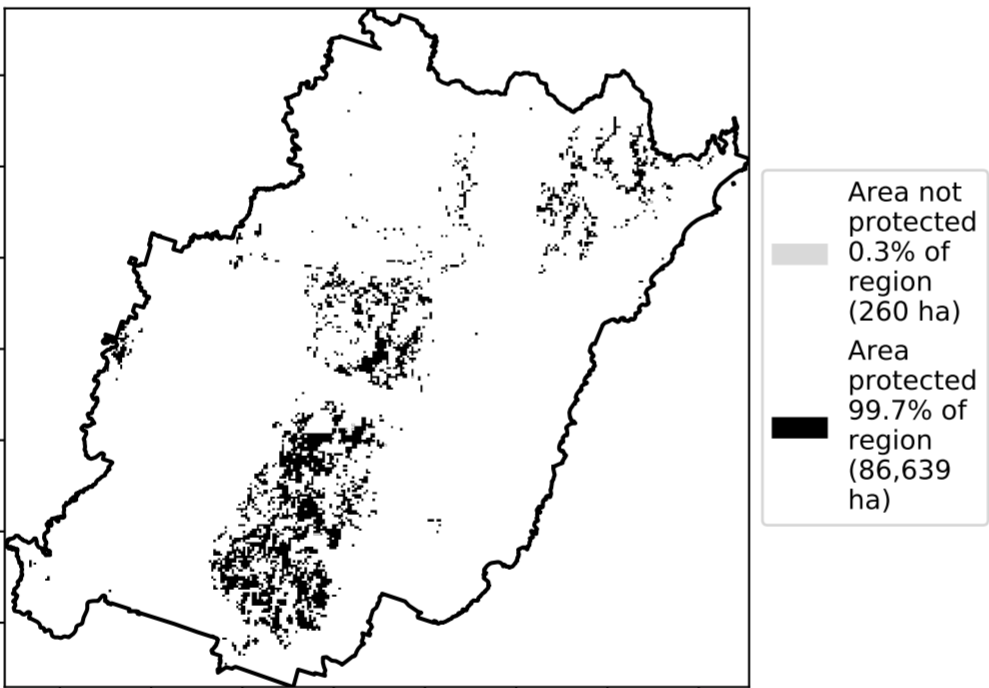 Area not
protected
0.3% of
region
(260 ha)
Area
protected
99.7% of
region
(86,639
ha)